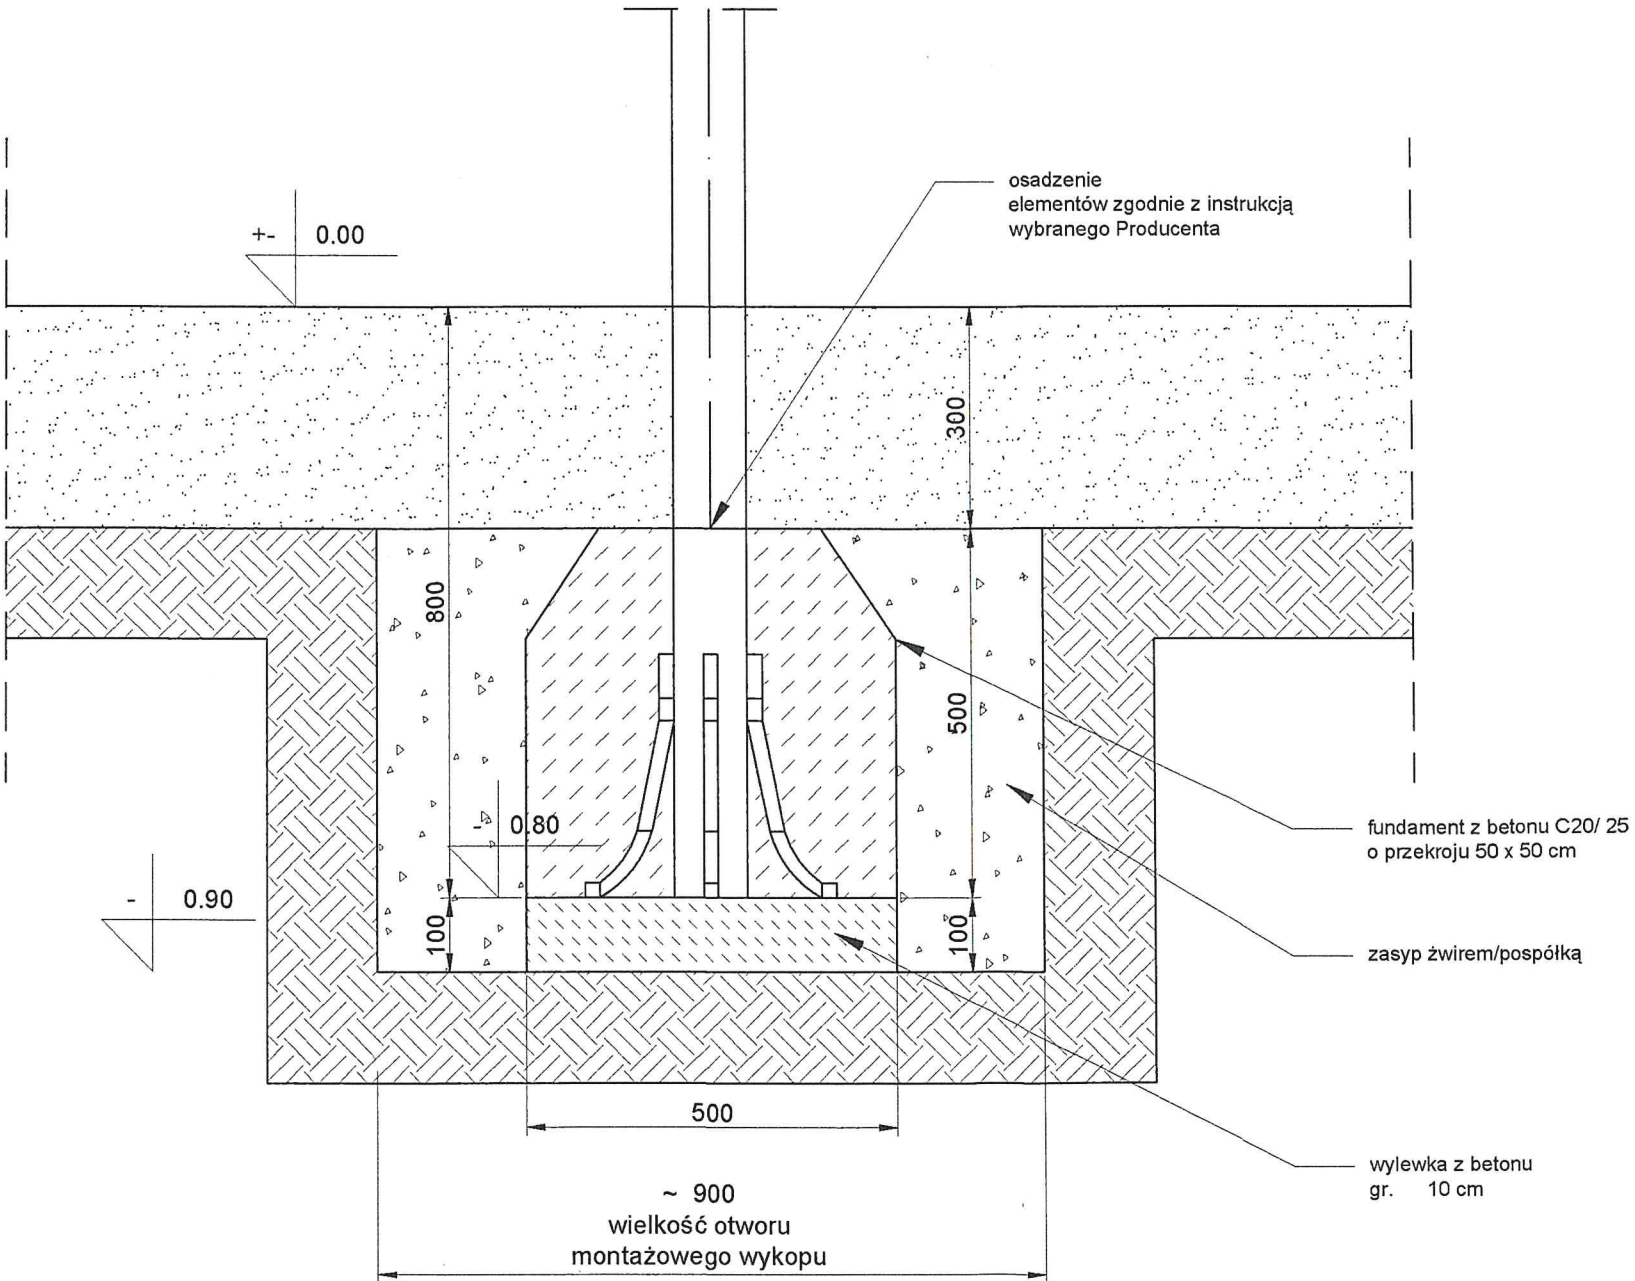 osadzenie
elementów zgodnie z instrukcją
wybranego Producenta
+- 0.00
300
800
500
- 0.80
fundament z betonu C20/ 25
o przekroju 50 x 50 cm
- 0.90
100
100
zasyp żwirem/pospółką
500
wylewka z betonu
gr. 10 cm
~ 900
wielkość otworu
montażowego wykopu